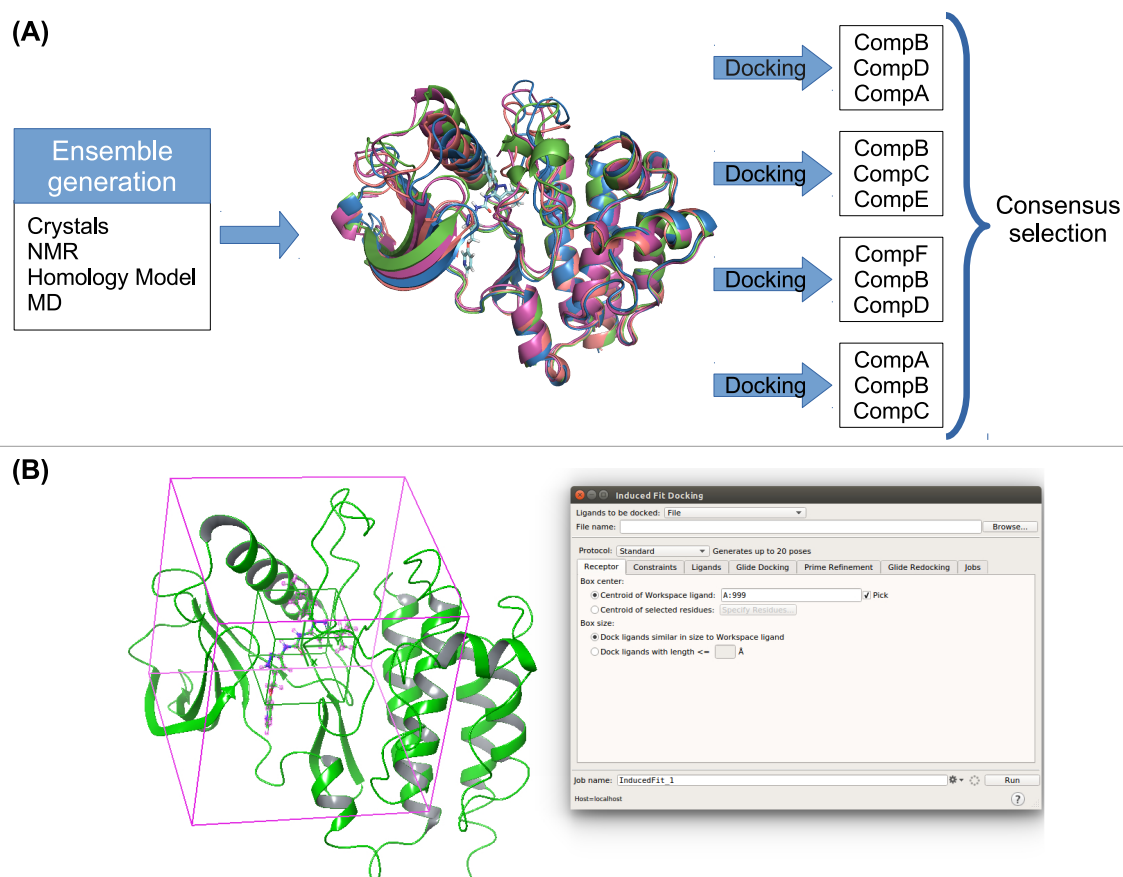 (A)
Ensemble
generation
Crystals
NMR
Homology Model
MD
Docking
CompB
CompD
CompA
Docking
CompB
CompC
CompE
Docking
CompF
CompB
CompD
Docking
CompA
CompB
CompC
Consensus
selection
(B)
X
Induced Fit Docking
Ligands to be docked: File
File name: Browse...
Protocol: Standard Generates up to 20 poses
Receptor Constraints Ligands Glide Docking Prime Refinement Glide Redocking Jobs
Box center:
Centroid of Workspace ligand: A:999 Pick
Centroid of selected residues: Specify Residues...
Box size:
Dock ligands similar in size to Workspace ligand
Dock ligands with length <= Å
Job name: InducedFit_1 Run
Host=localhost
?